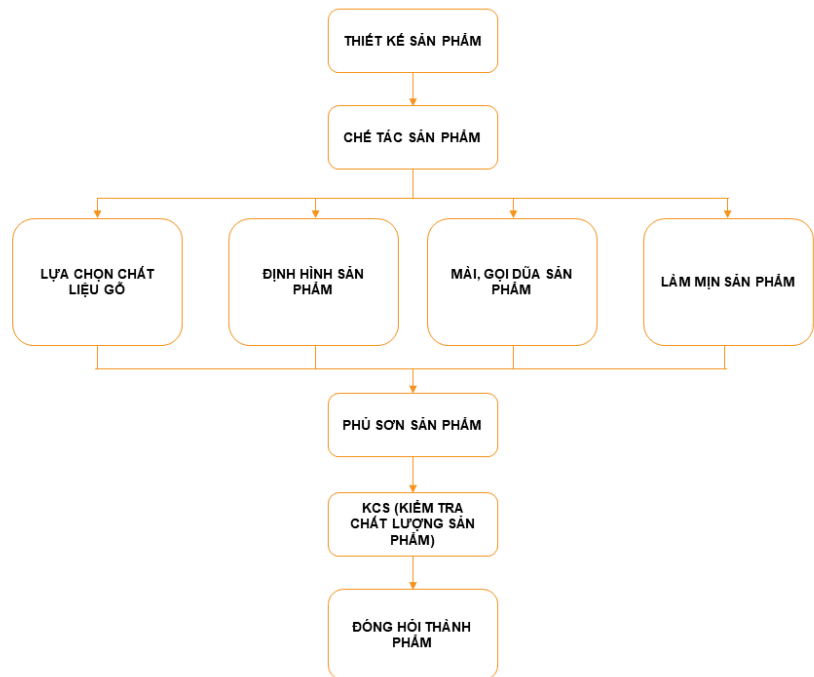 THIẾT KẾ SẢN PHẨM
CHẾ TÁC SẢN PHẨM
LỰA CHỌN CHẤT
LIỆU GỖ
ĐỊNH HÌNH SẢN
PHẨM
MÀI, GỌI DŨA SẢN
PHẨM
LÀM MỊN SẢN PHẨM
PHỦ SƠN SẢN PHẨM
KCS (KIỂM TRA
CHẤT LƯỢNG SẢN
PHẨM)
ĐÓNG HÓI THÀNH
PHẨM